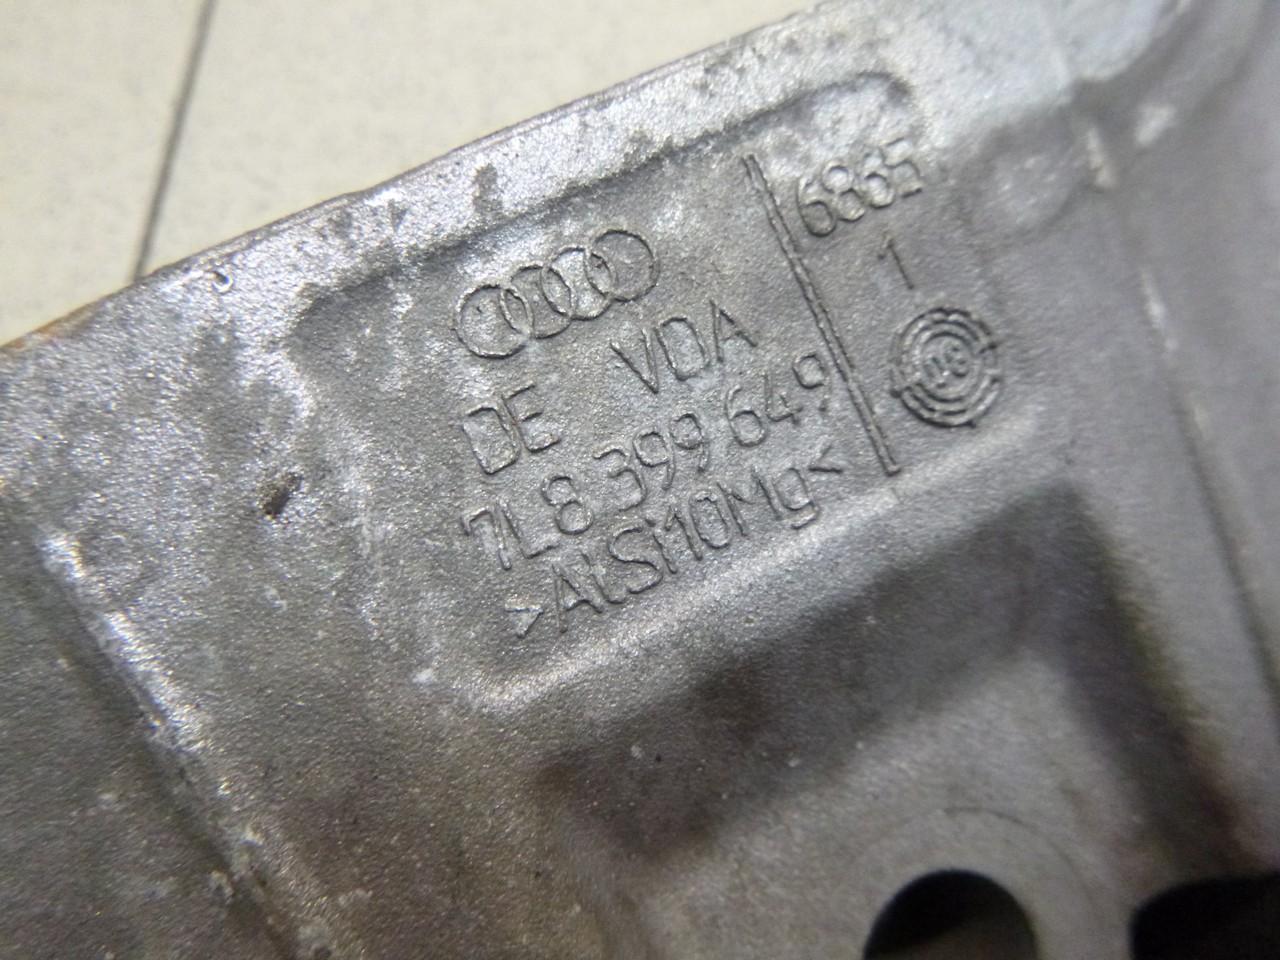 DE VDA
7L8 399 649
>AlSi10Mg<
6865
1